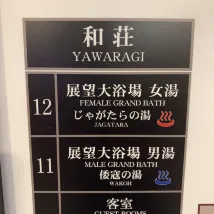 和荘
YAWARAGI
12
展望大浴場 女湯
FEMALE GRAND BATH
じゃがたらの湯
JAGATARA
11
展望大浴場 男湯
MALE GRAND BATH
倭寇の湯
WAKOH
客室
GUEST ROOMS